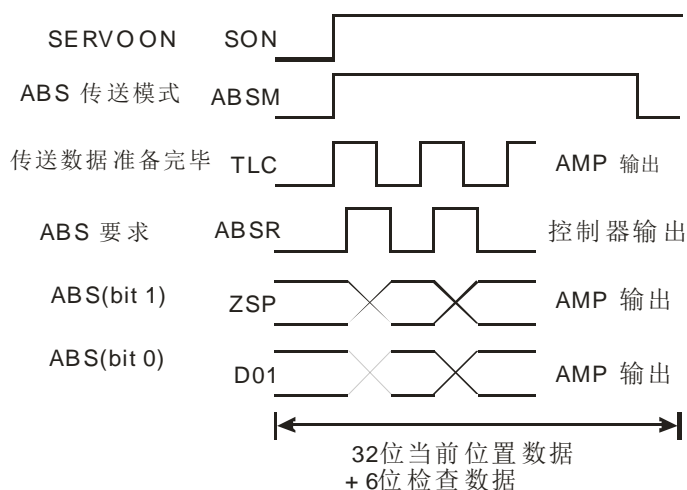 SERVOON SON
ABS 传送模式 ABSM
传送数据准备完毕 TLC AMP 输出
ABS 要求 ABSR 控制器输出
ABS(bit 1) ZSP AMP 输出
ABS(bit 0) D01 AMP 输出
32位当前位置数据
+ 6位检查数据